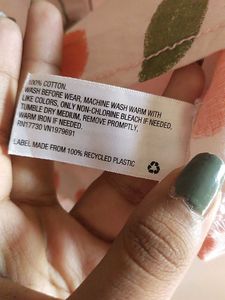 100% COTTON.
WASH BEFORE WEAR, MACHINE WASH WARM WITH
LIKE COLORS, ONLY NON-CHLORINE BLEACH IF NEEDED,
TUMBLE DRY MEDIUM, REMOVE PROMPTLY,
WARM IRON IF NEEDED.
RN17730 VN1979691
LABEL MADE FROM 100% RECYCLED PLASTIC